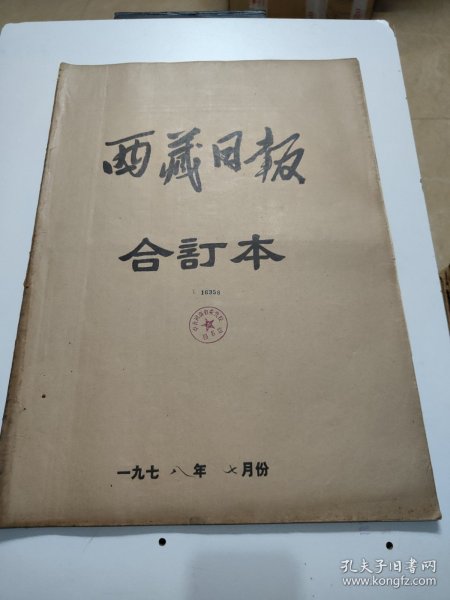 西藏日报
合訂本
16358
一九七八年 七月份
孔夫子旧书网
www.kongfz.com